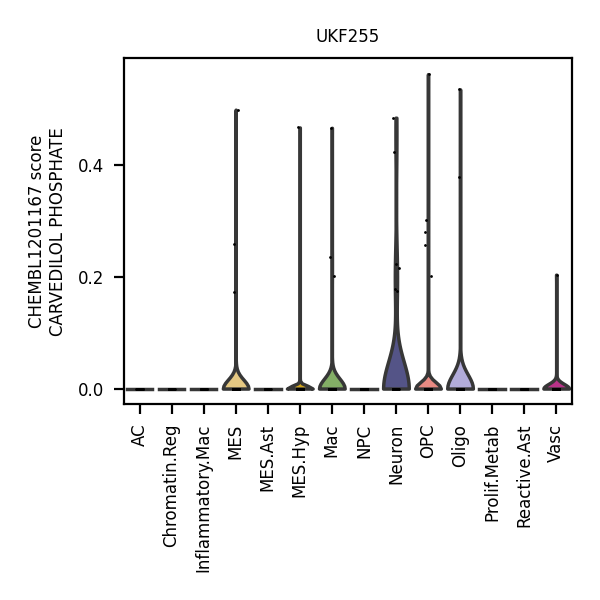 UKF255
CHEMBL1201167 score
CARVEDILOL PHOSPHATE
0.4
0.2
0.0
AC
Chromatin.Reg
Inflammatory.Mac
MES
MES.Ast
MES.Hyp
Mac
NPC
Neuron
OPC
Oligo
Prolif.Metab
Reactive.Ast
Vasc